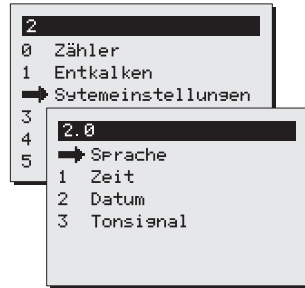 2
0 Zähler
1 Entkalken
Sytemeinstellungen
3
4
5
2.0
Sprache
1 Zeit
2 Datum
3 Tonsignal